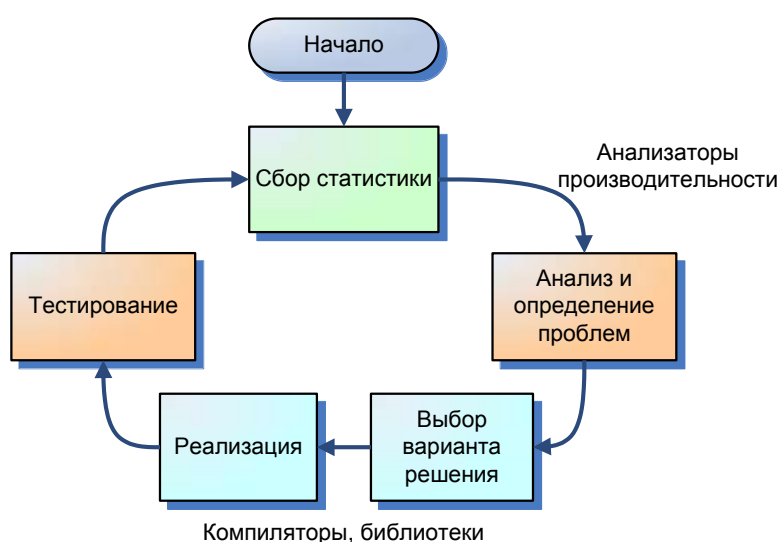 Начало
Сбор статистики
Анализаторы
производительности
Анализ и
определение
проблем
Тестирование
Выбор
варианта
решения
Реализация
Компиляторы, библиотеки